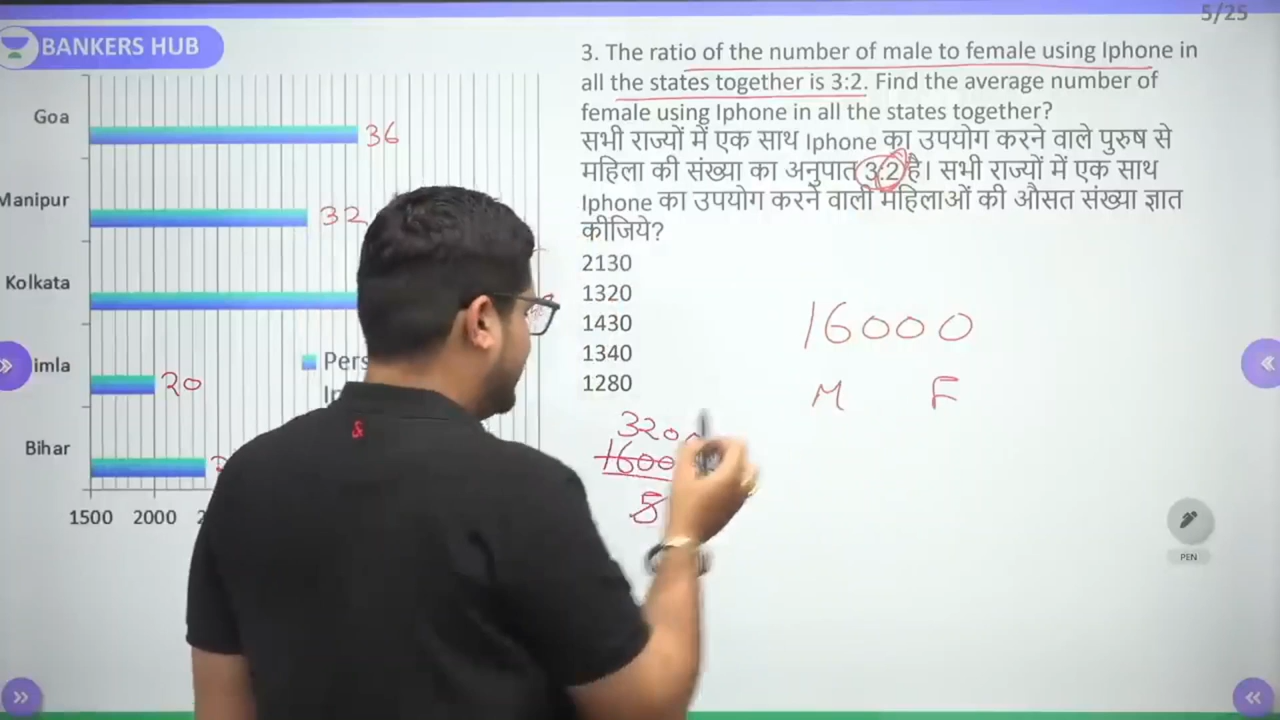 5/25
BANKERS HUB
Goa
36
Manipur
32
Kolkata
imla
20
Bihar
1500 2000
3. The ratio of the number of male to female using Iphone in
all the states together is 3:2. Find the average number of
female using Iphone in all the states together?
सभी राज्यों में एक साथ Iphone का उपयोग करने वाले पुरुष से
महिला की संख्या का अनुपात 3:2 है। सभी राज्यों में एक साथ
Iphone का उपयोग करने वाली महिलाओं की औसत संख्या ज्ञात
कीजिये?
2130
1320
1430
1340
1280
16000
M F
5
PEN